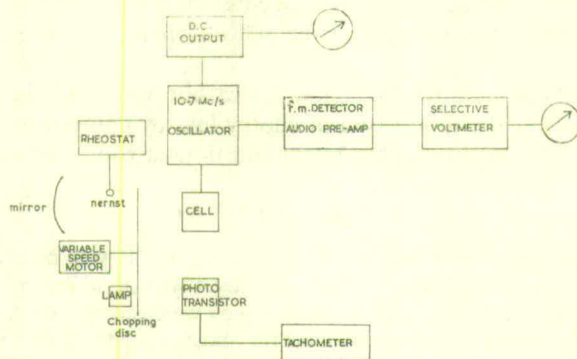 D.C.
OUTPUT
10·7 Mc/s
OSCILLATOR
f.m. DETECTOR
AUDIO PRE-AMP
SELECTIVE
VOLTMETER
RHEOSTAT
mirror
nernst
CELL
VARIABLE
SPEED
MOTOR
LAMP
PHOTO
TRANSISTOR
Chopping
disc
TACHOMETER